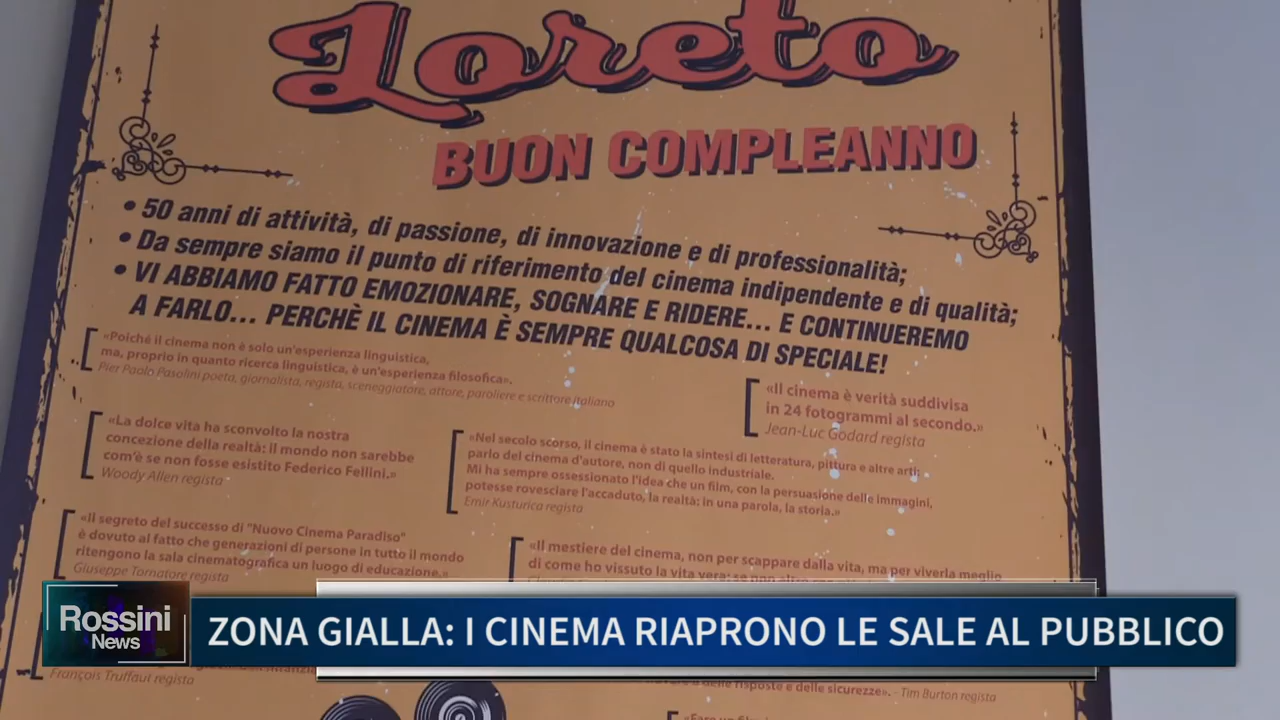 Loreto
BUON COMPLEANNO
• 50 anni di attività, di passione, di innovazione e di professionalità;
• Da sempre siamo il punto di riferimento del cinema indipendente e di qualità;
• VI ABBIAMO FATTO EMOZIONARE, SOGNARE E RIDERE... E CONTINUEREMO
A FARLO... PERCHÈ IL CINEMA È SEMPRE QUALCOSA DI SPECIALE!
«Poiché il cinema non è solo un'esperienza linguistica,
ma, proprio in quanto ricerca linguistica, è un'esperienza filosofica».
Pier Paolo Pasolini poeta, giornalista, regista, sceneggiatore, attore, paroliere e scrittore italiano
«Il cinema è verità suddivisa
in 24 fotogrammi al secondo.»
Jean-Luc Godard regista
«La dolce vita ha sconvolto la nostra
concezione della realtà: il mondo non sarebbe
com'è se non fosse esistito Federico Fellini.»
Woody Allen regista
«Nel secolo scorso, il cinema è stato la sintesi di letteratura, pittura e altre arti:
parlo del cinema d'autore, non di quello industriale.
Mi ha sempre ossessionato l'idea che un film, con la persuasione delle immagini,
potesse rovesciare l'accaduto, la realtà: in una parola, la storia.»
Emir Kusturica regista
«Il segreto del successo di "Nuovo Cinema Paradiso"
è dovuto al fatto che generazioni di persone in tutto il mondo
ritengono la sala cinematografica un luogo di educazione.»
Giuseppe Tornatore regista
«Il mestiere del cinema, non per scappare dalla vita, ma per viverla meglio
di come ho vissuto la vita vera: se non altro
Rossini
News
ZONA GIALLA: I CINEMA RIAPRONO LE SALE AL PUBBLICO
François Truffaut regista
delle risposte e delle sicurezze». - Tim Burton regista